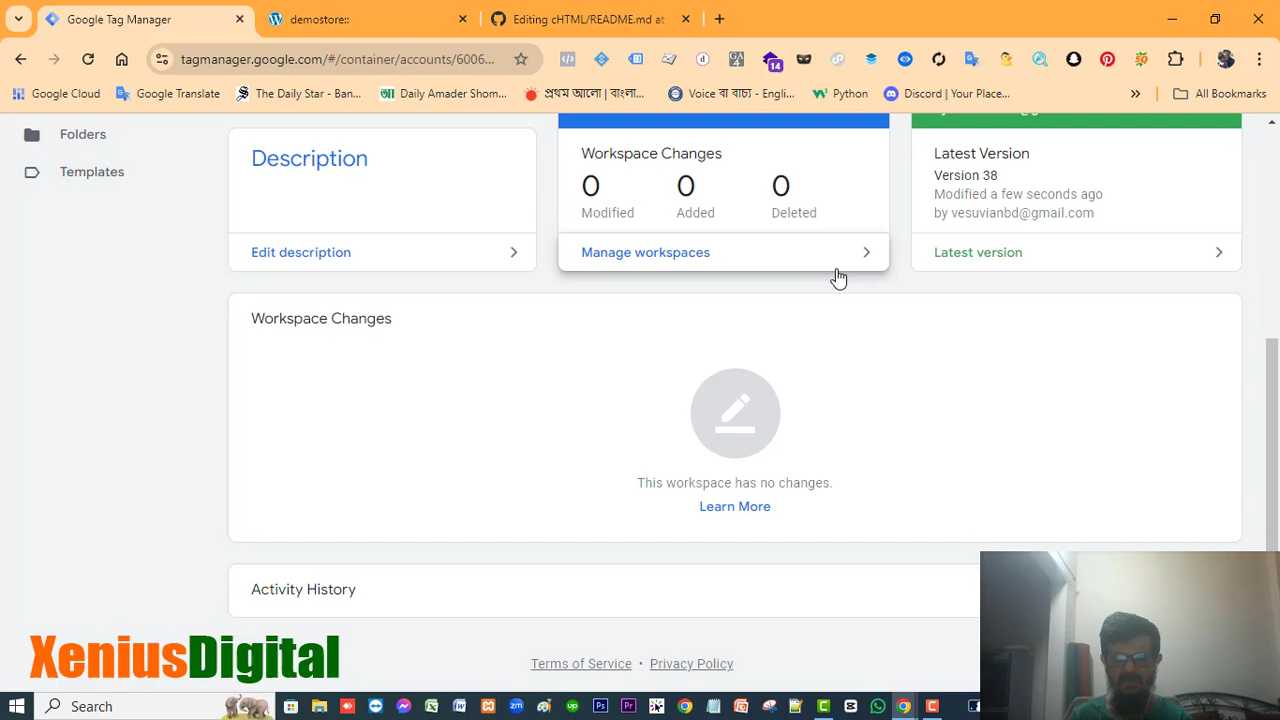 Google Tag Manager
demostore::
Editing cHTML/README.md at
tagmanager.google.com/#/container/accounts/6006...
14
Google Cloud
Google Translate
The Daily Star - Ban...
Daily Amader Shom...
প্রথম আলো | বাংলা...
Voice বা বাচ্য - Engli...
Python
Discord | Your Place...
All Bookmarks
Folders
Templates
Description
Edit description
Workspace Changes
0 0 0
Modified Added Deleted
Manage workspaces
Latest Version
Version 38
Modified a few seconds ago
by vesuvianbd@gmail.com
Latest version
Workspace Changes
This workspace has no changes.
Learn More
Activity History
Terms of Service • Privacy Policy
XeniusDigital
Search